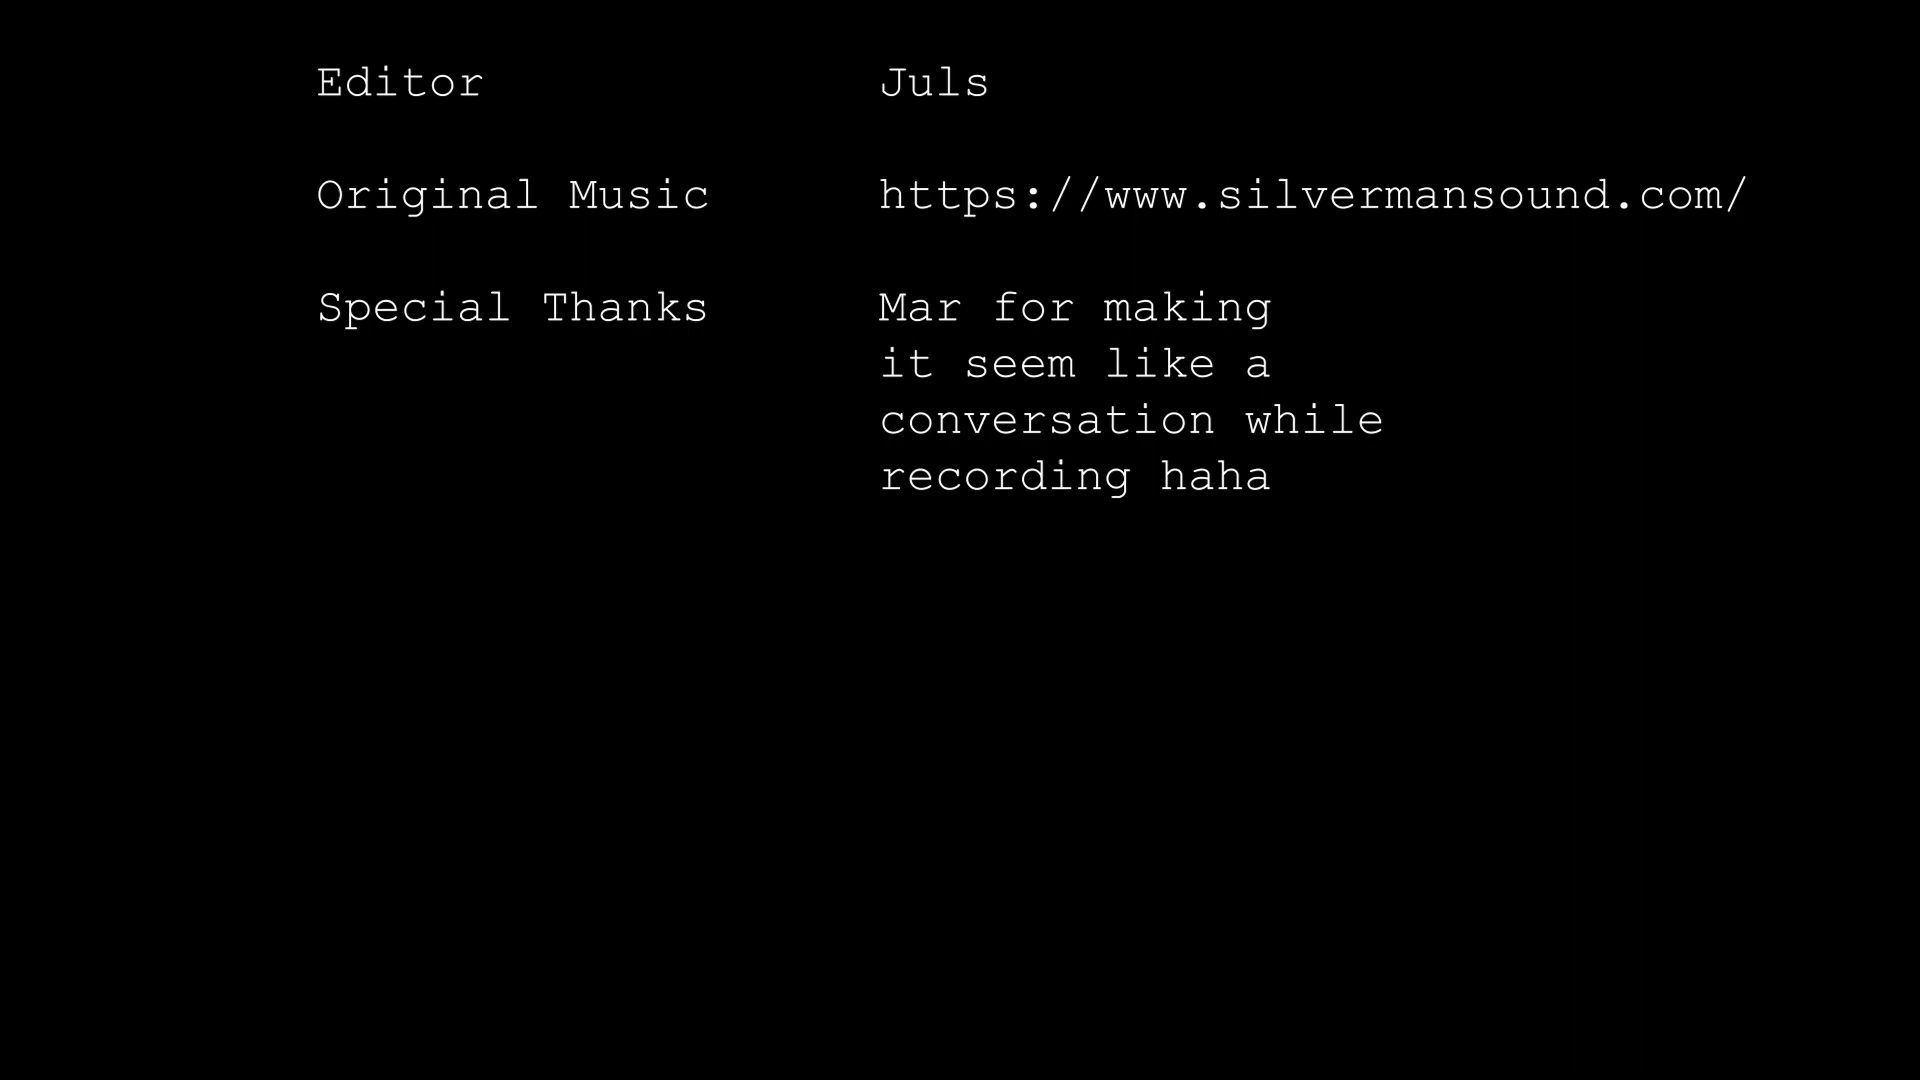 Editor Juls
Original Music https://www.silvermansound.com/
Special Thanks Mar for making
it seem like a
conversation while
recording haha